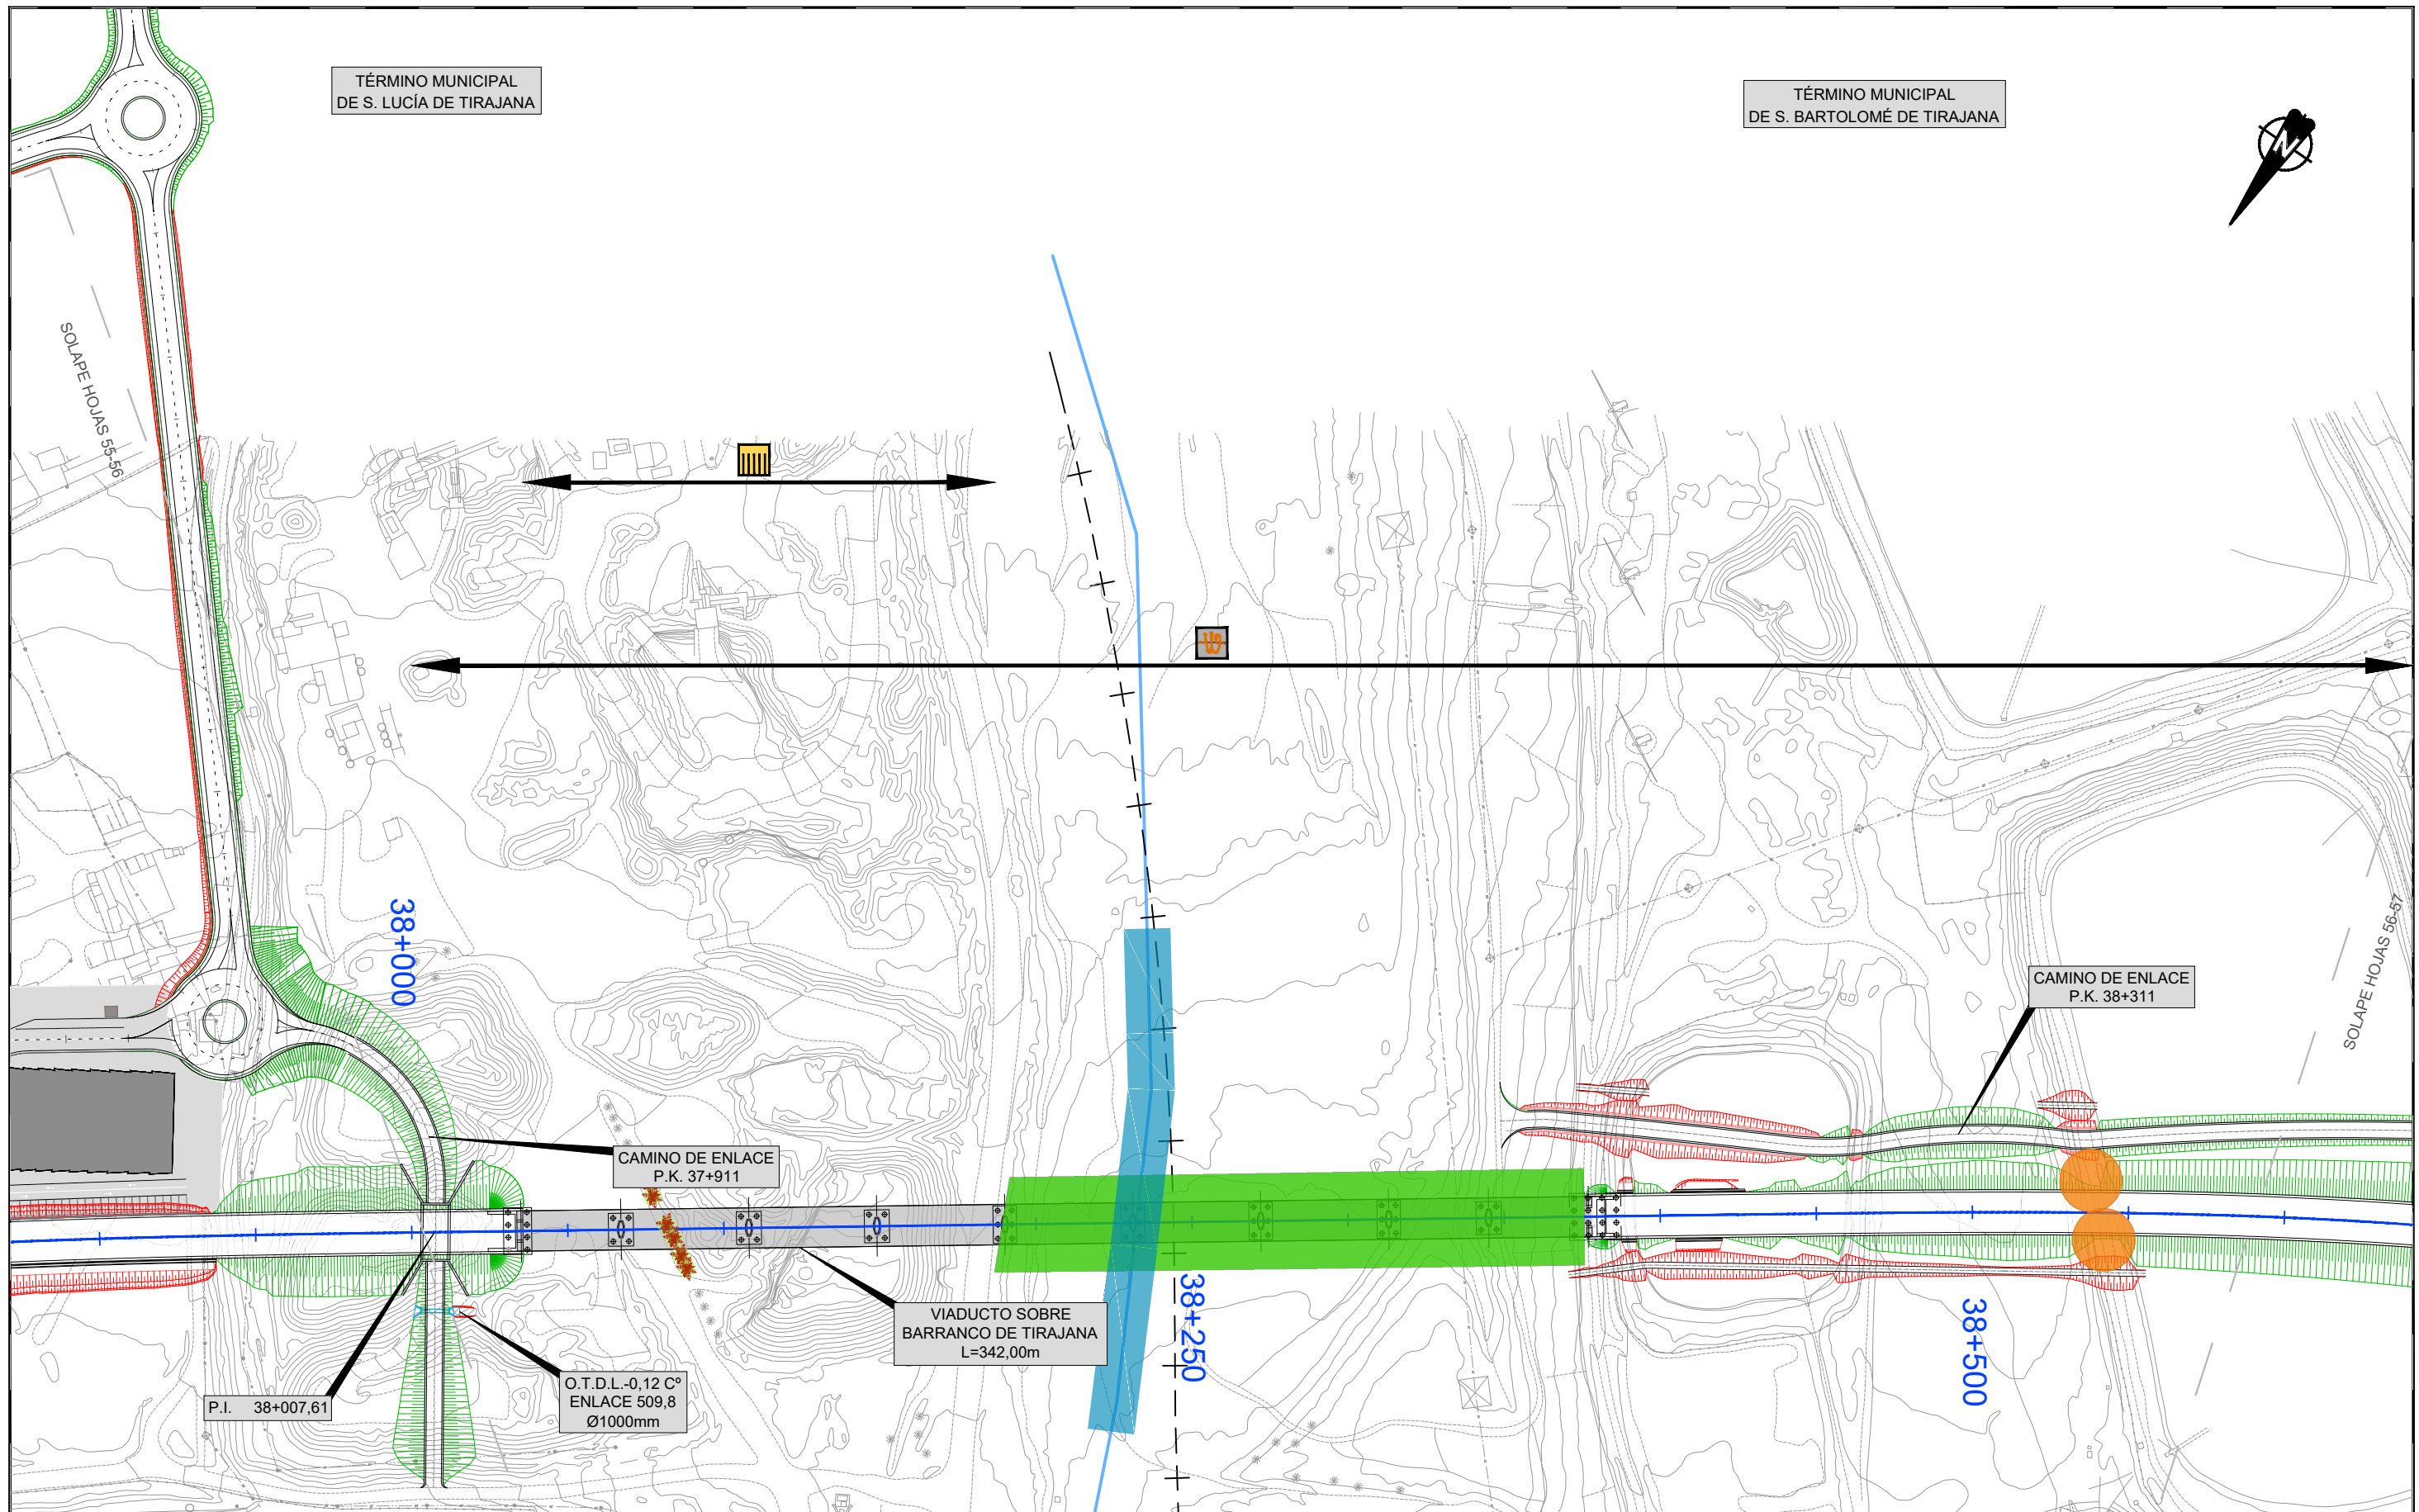 TÉRMINO MUNICIPAL
DE S. LUCÍA DE TIRAJANA
TÉRMINO MUNICIPAL
DE S. BARTOLOMÉ DE TIRAJANA
N
SOLAPE HOJAS 55-56
38+000
SOLAPE HOJAS 56-57
CAMINO DE ENLACE
P.K. 38+311
CAMINO DE ENLACE
P.K. 37+911
VIADUCTO SOBRE
BARRANCO DE TIRAJANA
L=342,00m
38+250
38+500
O.T.D.L.-0,12 Cº
ENLACE 509,8
Ø1000mm
P.I. 38+007,61